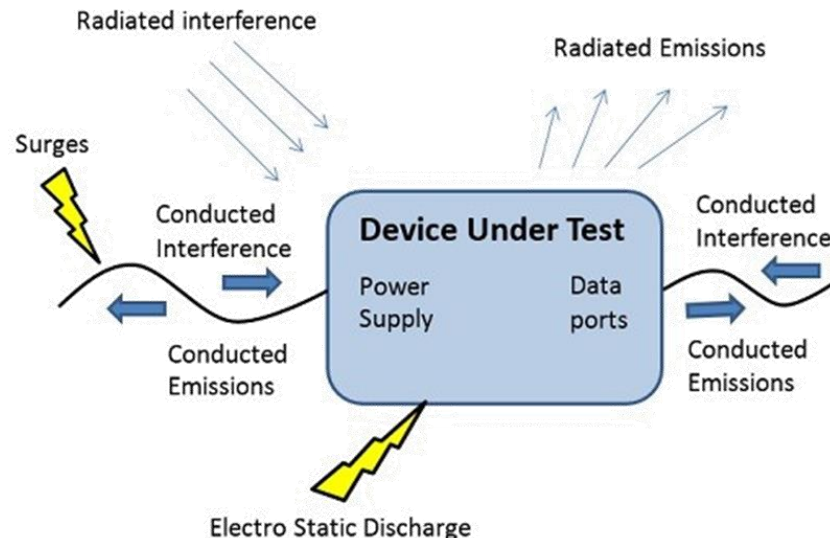 Radiated interference
Radiated Emissions
Surges
Conducted
Interference
Device Under Test
Conducted
Interference
Power
Supply
Data
ports
Conducted
Emissions
Conducted
Emissions
Electro Static Discharge